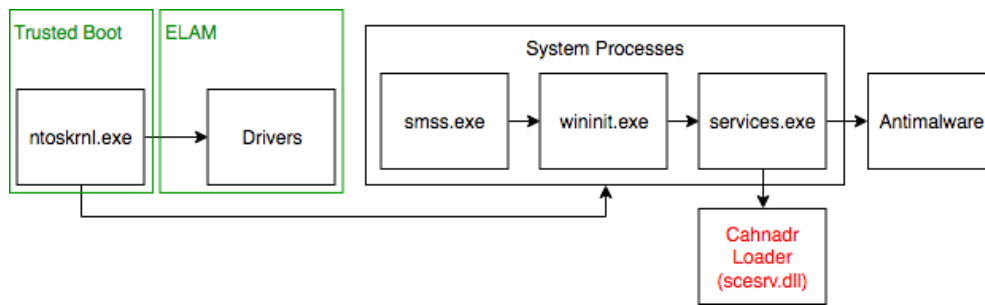 Trusted Boot
ELAM
System Processes
ntoskrnl.exe
Drivers
smss.exe
wininit.exe
services.exe
Antimalware
Cahnadr
Loader
(scesrv.dll)